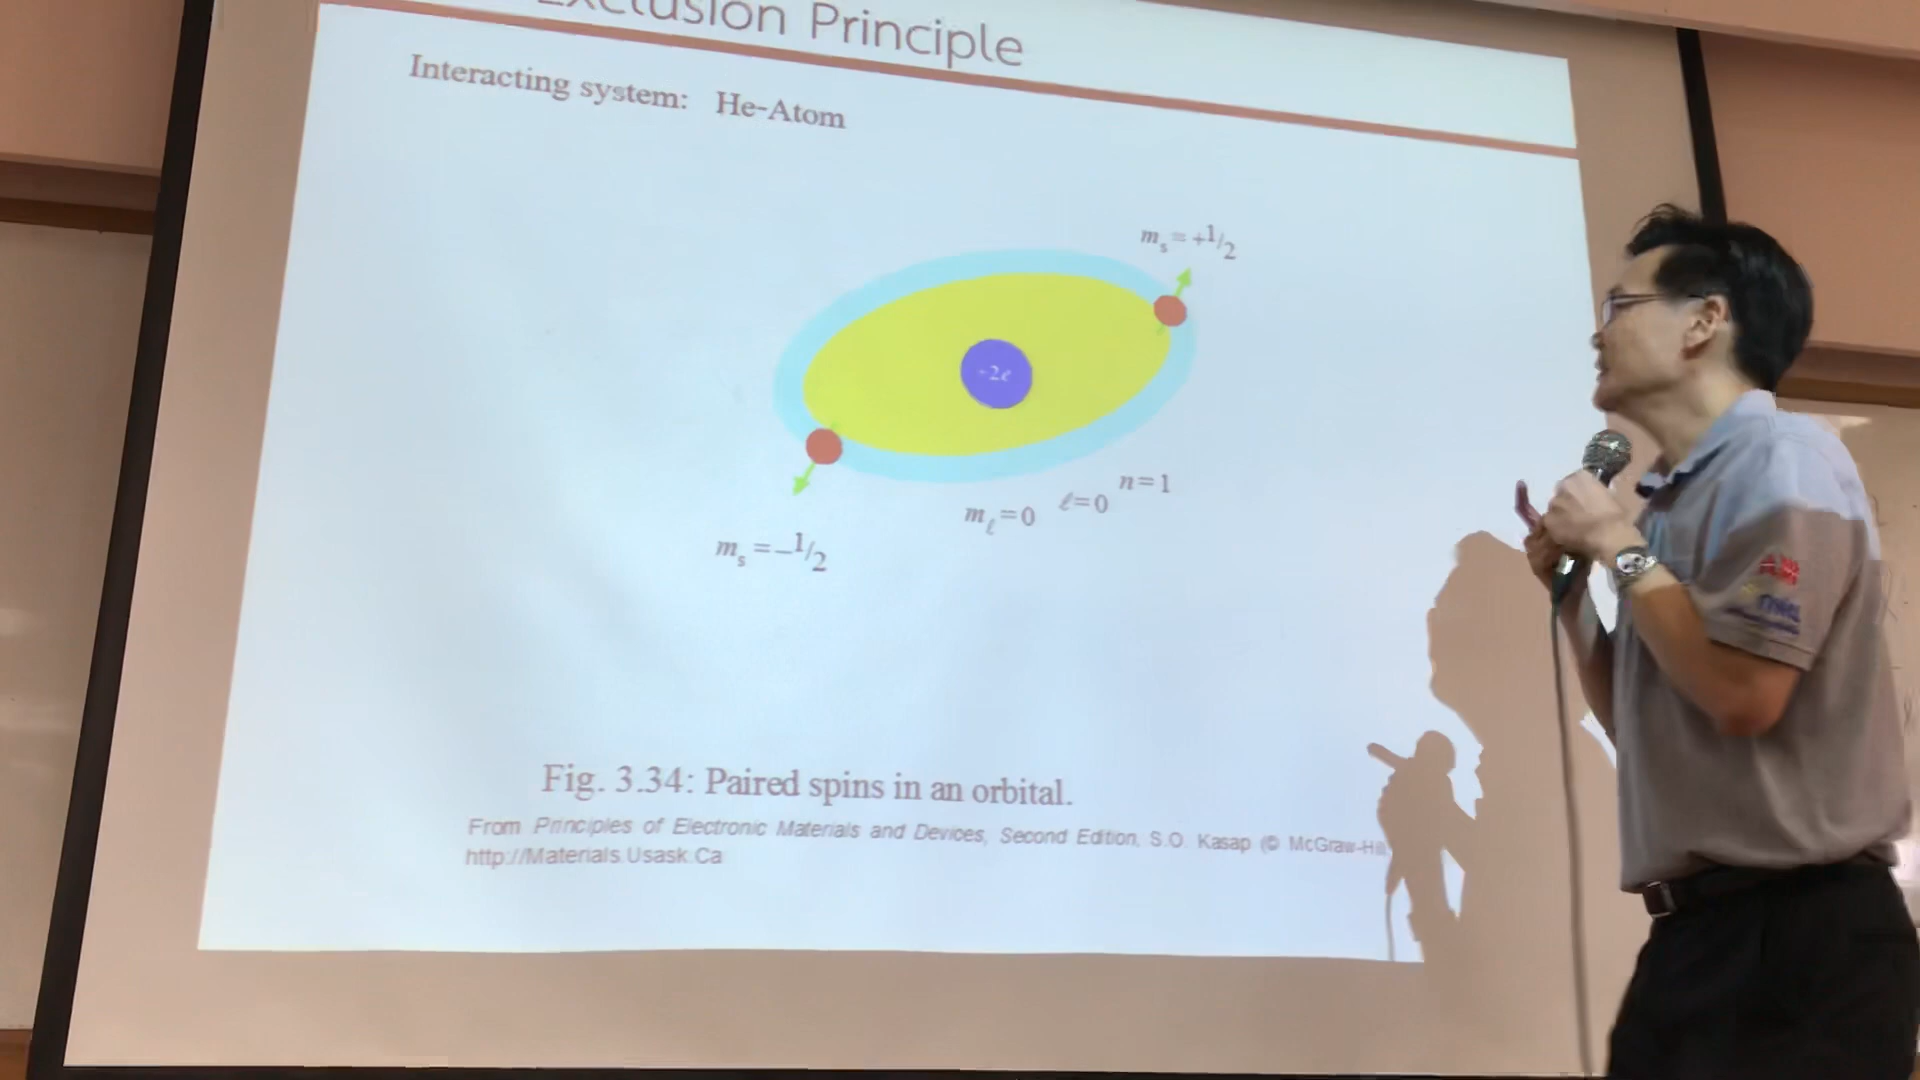 Exclusion Principle
Interacting system: He-Atom
mₛ=+1/2
-2e
n=1
ℓ=0
m_ℓ=0
mₛ=–1/2
Fig. 3.34: Paired spins in an orbital.
From Principles of Electronic Materials and Devices, Second Edition, S.O. Kasap (© McGraw-Hill
http://Materials.Usask.Ca